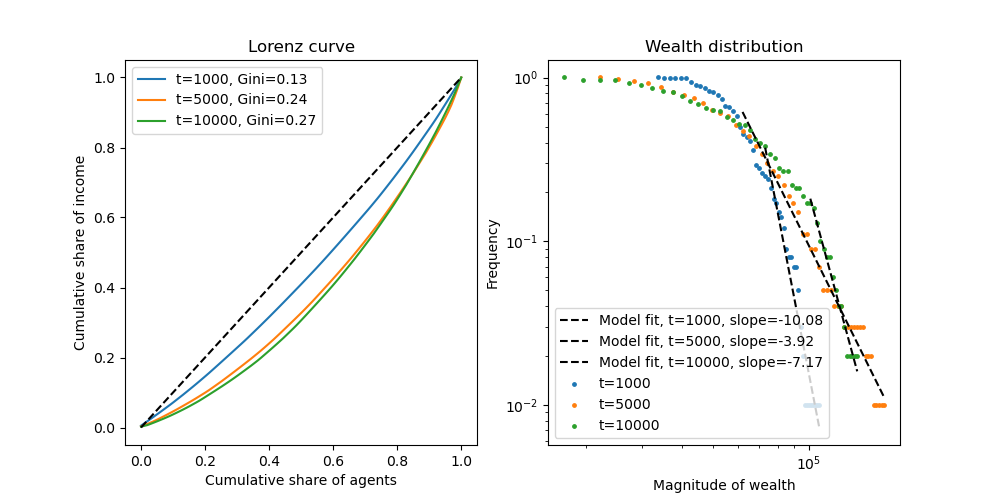 Lorenz curve
t=1000, Gini=0.13
t=5000, Gini=0.24
t=10000, Gini=0.27
1.0
0.8
0.6
0.4
0.2
0.0
Cumulative share of income
0.0 0.2 0.4 0.6 0.8 1.0
Cumulative share of agents
Wealth distribution
10⁰
10⁻¹
10⁻²
Frequency
Model fit, t=1000, slope=-10.08
Model fit, t=5000, slope=-3.92
Model fit, t=10000, slope=-7.17
t=1000
t=5000
t=10000
10⁵
Magnitude of wealth